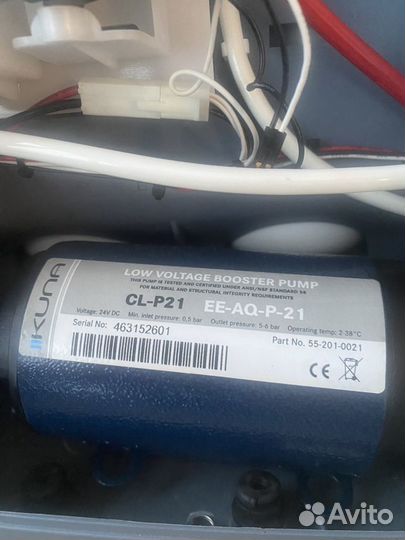 IIKUNA
LOW VOLTAGE BOOSTER PUMP
THIS PUMP IS TESTED AND CERTIFIED UNDER ANSI/NSF STANDARD 58
FOR MATERIAL AND STRUCTURAL INTEGRITY REQUIREMENTS
CL-P21 EE-AQ-P-21
Voltage: 24V DC Min. inlet pressure: 0,5 bar Outlet pressure: 5-6 bar Operating temp: 2-38°C
Serial No: 463152601
Part No. 55-201-0021
CE
Avito